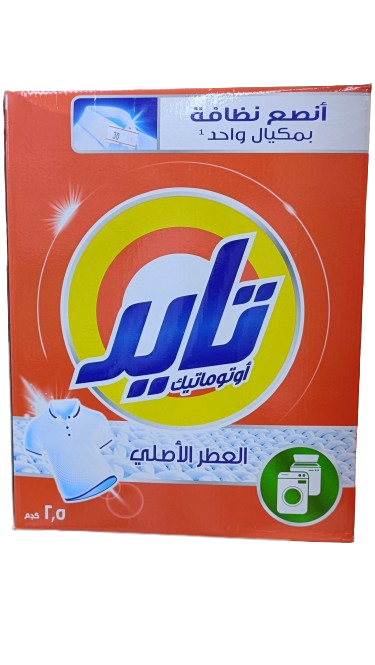 أنصع نظافة
بمكيال واحد¹
تايد
أوتوماتيك
العطر الأصلي
٢,٥ كجم